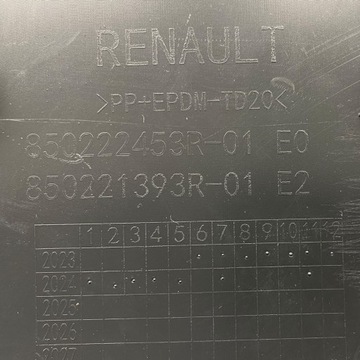 RENAULT
>PP+EPDM-TD20<
850222453R-01 E0
850221393R-01 E2
1 2 3 4 5 6 7 8 9 10 11 12
2023
2024
2025
2026